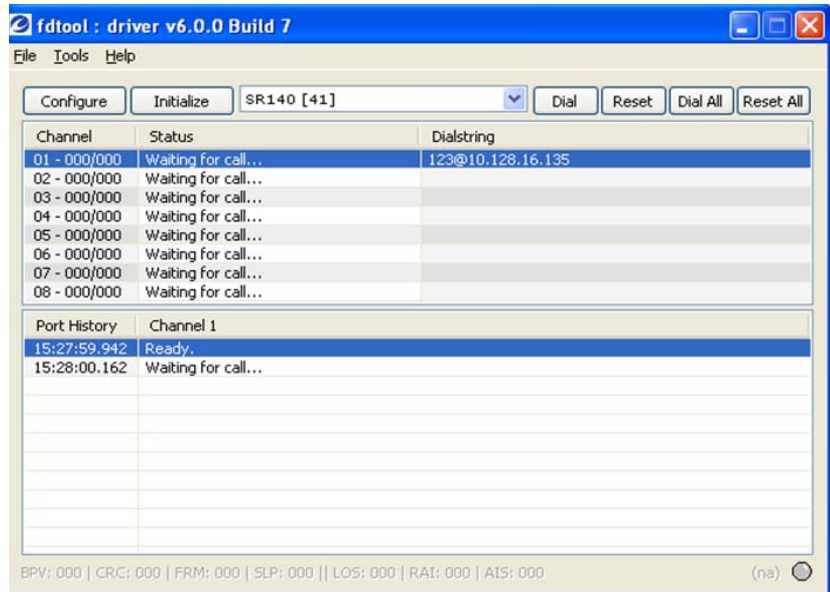 fdtool : driver v6.0.0 Build 7
File Tools Help
Configure Initialize SR140 [41] Dial Reset Dial All Reset All
Channel Status Dialstring
01 - 000/000 Waiting for call... 123@10.128.16.135
02 - 000/000 Waiting for call...
03 - 000/000 Waiting for call...
04 - 000/000 Waiting for call...
05 - 000/000 Waiting for call...
06 - 000/000 Waiting for call...
07 - 000/000 Waiting for call...
08 - 000/000 Waiting for call...
Port History Channel 1
15:27:59.942 Ready.
15:28:00.162 Waiting for call...
BPV: 000 | CRC: 000 | FRM: 000 | SLP: 000 || LOS: 000 | RAI: 000 | AIS: 000 (na)